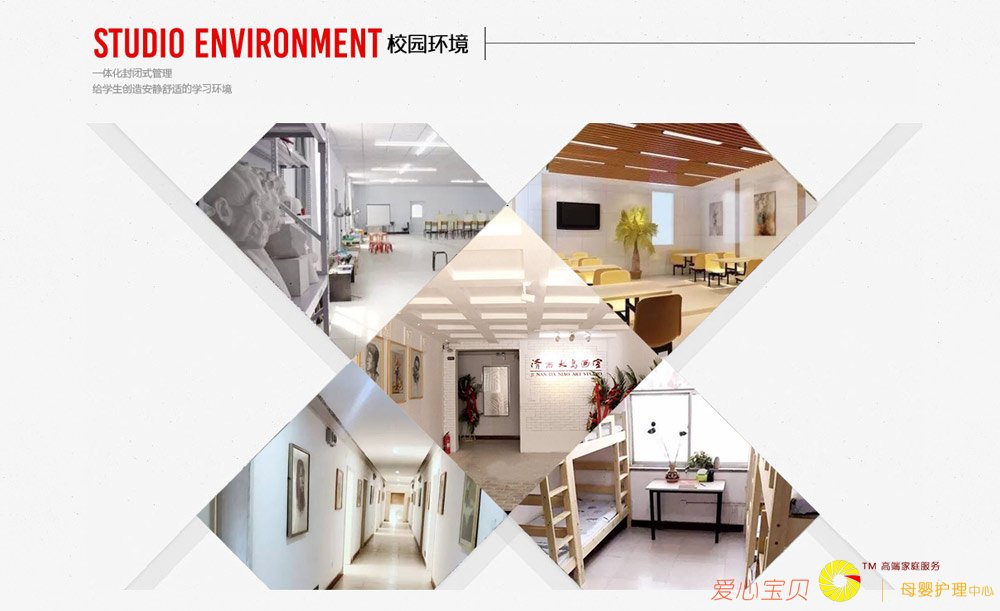 STUDIO ENVIRONMENT 校园环境
一体化封闭式管理
给学生创造安静舒适的学习环境
济南大鸟画室
JI NAN DA NIAO ART STUDIO
TM 高端家庭服务
爱心宝贝 母婴护理中心